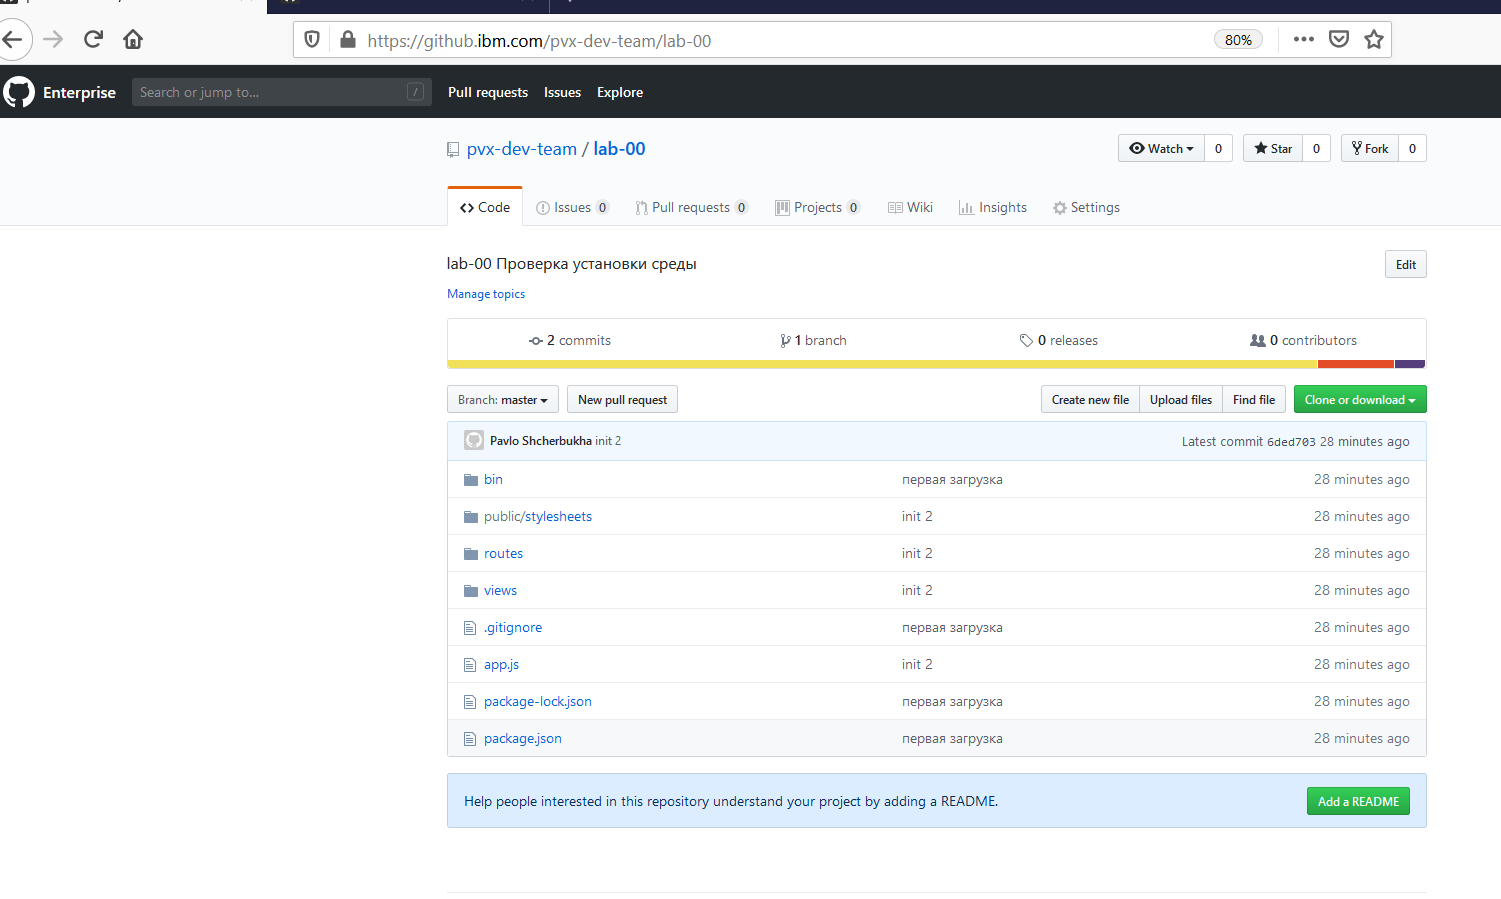 https://github.ibm.com/pvx-dev-team/lab-00 80%
Enterprise Search or jump to... / Pull requests Issues Explore
pvx-dev-team / lab-00 Watch 0 Star 0 Fork 0
Code Issues 0 Pull requests 0 Projects 0 Wiki Insights Settings
lab-00 Проверка установки среды Edit
Manage topics
2 commits 1 branch 0 releases 0 contributors
Branch: master New pull request Create new file Upload files Find file Clone or download
Pavlo Shcherbukha init 2 Latest commit 6ded703 28 minutes ago
bin первая загрузка 28 minutes ago
public/stylesheets init 2 28 minutes ago
routes init 2 28 minutes ago
views init 2 28 minutes ago
.gitignore первая загрузка 28 minutes ago
app.js init 2 28 minutes ago
package-lock.json первая загрузка 28 minutes ago
package.json первая загрузка 28 minutes ago
Help people interested in this repository understand your project by adding a README. Add a README